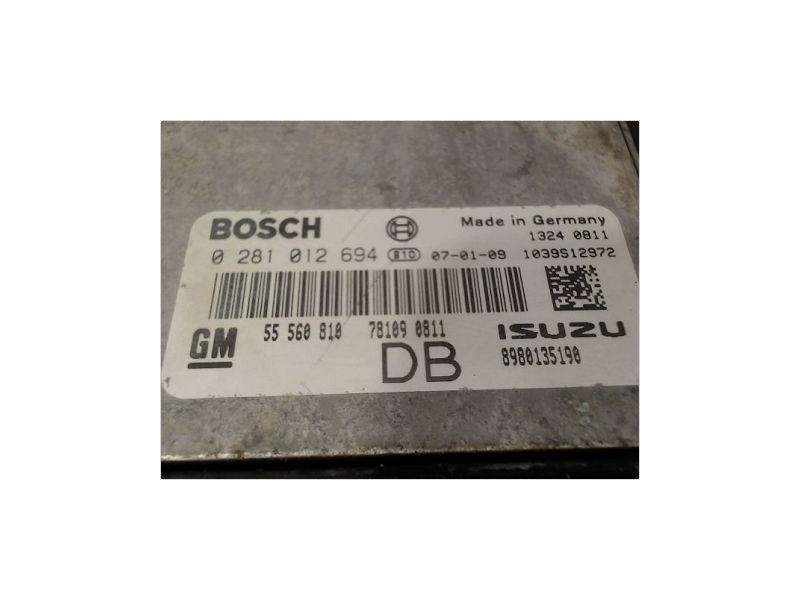 BOSCH Made in Germany
1324 0811
0 281 012 694 810 07-01-09 1039S12972
GM 55 560 810 781090 0811 ISUZU
DB 8980135190